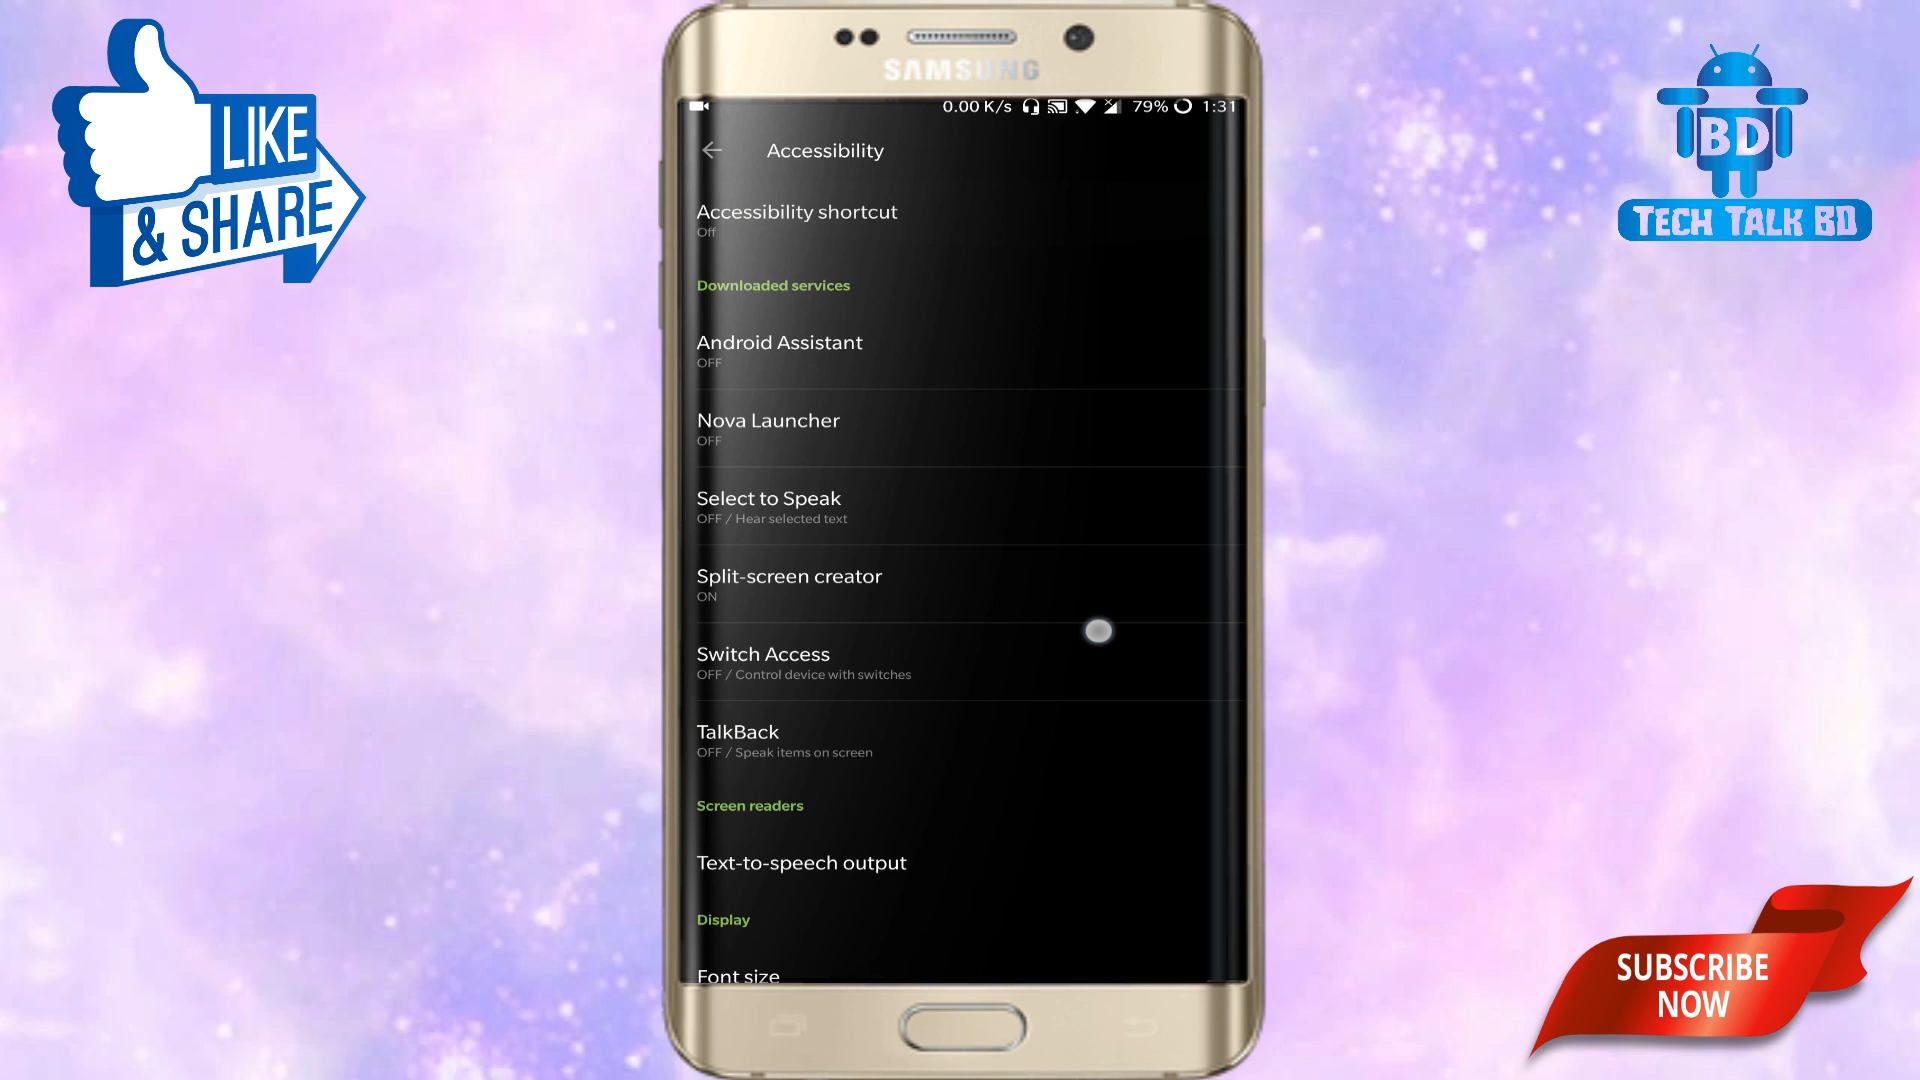 LIKE
& SHARE
SAMSUNG
0.00 K/s 79% 1:31
Accessibility
Accessibility shortcut
Off
Downloaded services
Android Assistant
OFF
Nova Launcher
OFF
Select to Speak
OFF / Hear selected text
Split-screen creator
ON
Switch Access
OFF / Control device with switches
TalkBack
OFF / Speak items on screen
Screen readers
Text-to-speech output
Display
Font size
BD
TECH TALK BD
SUBSCRIBE
NOW